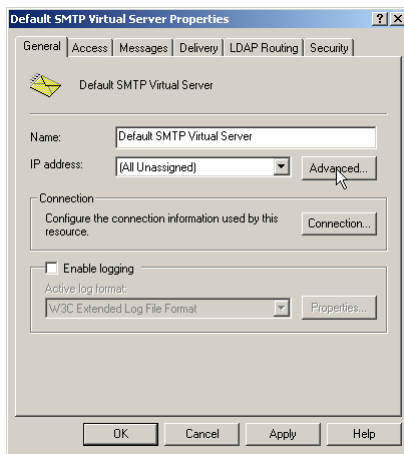 Default SMTP Virtual Server Properties
General Access Messages Delivery LDAP Routing Security
Default SMTP Virtual Server
Name: Default SMTP Virtual Server
IP address: (All Unassigned) Advanced...
Connection
Configure the connection information used by this
resource.
Connection...
Enable logging
Active log format:
W3C Extended Log File Format Properties...
OK Cancel Apply Help